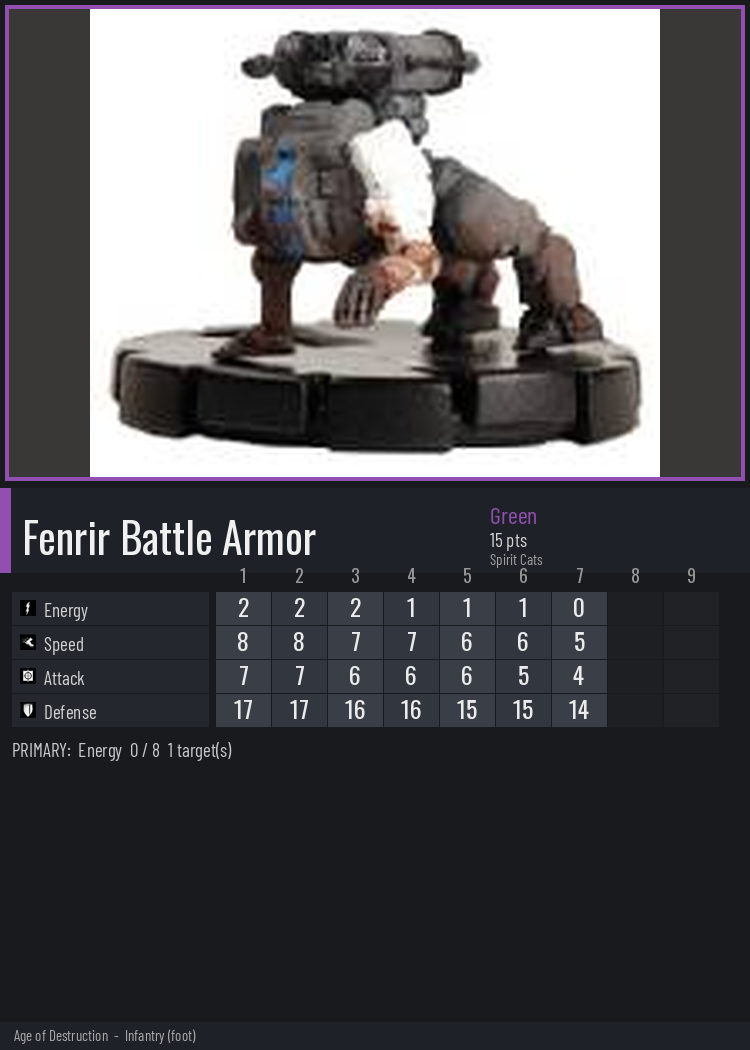 Fenrir Battle Armor
Green
15 pts
Spirit Cats
1 2 3 4 5 6 7 8 9
Energy 2 2 2 1 1 1 0
Speed 8 8 7 7 6 6 5
Attack 7 7 6 6 6 5 4
Defense 17 17 16 16 15 15 14
PRIMARY: Energy 0 / 8 1 target(s)
Age of Destruction - Infantry (foot)